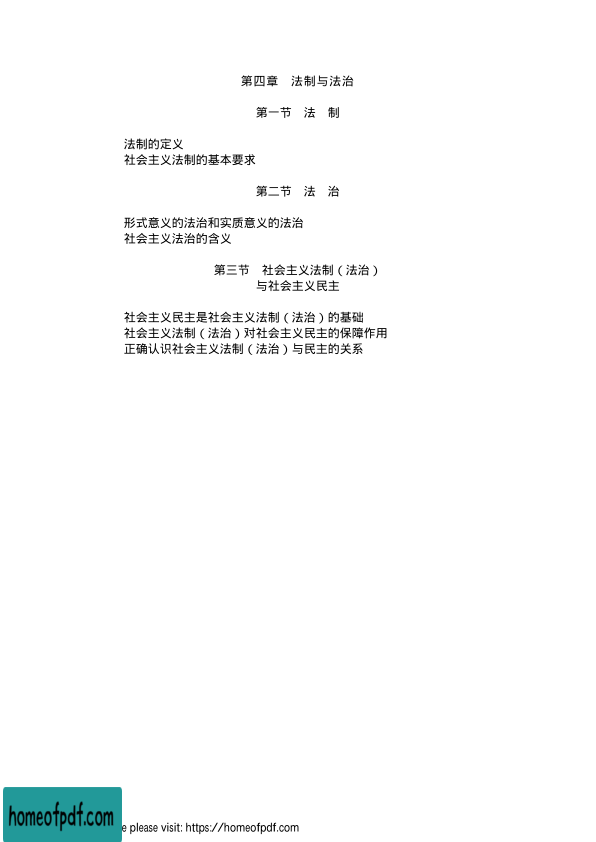 第四章　法制与法治
第一节　法　制
法制的定义
社会主义法制的基本要求
第二节　法　治
形式意义的法治和实质意义的法治
社会主义法治的含义
第三节　社会主义法制（法治）
与社会主义民主
社会主义民主是社会主义法制（法治）的基础
社会主义法制（法治）对社会主义民主的保障作用
正确认识社会主义法制（法治）与民主的关系
homeofpdf.com
please visit: https://homeofpdf.com